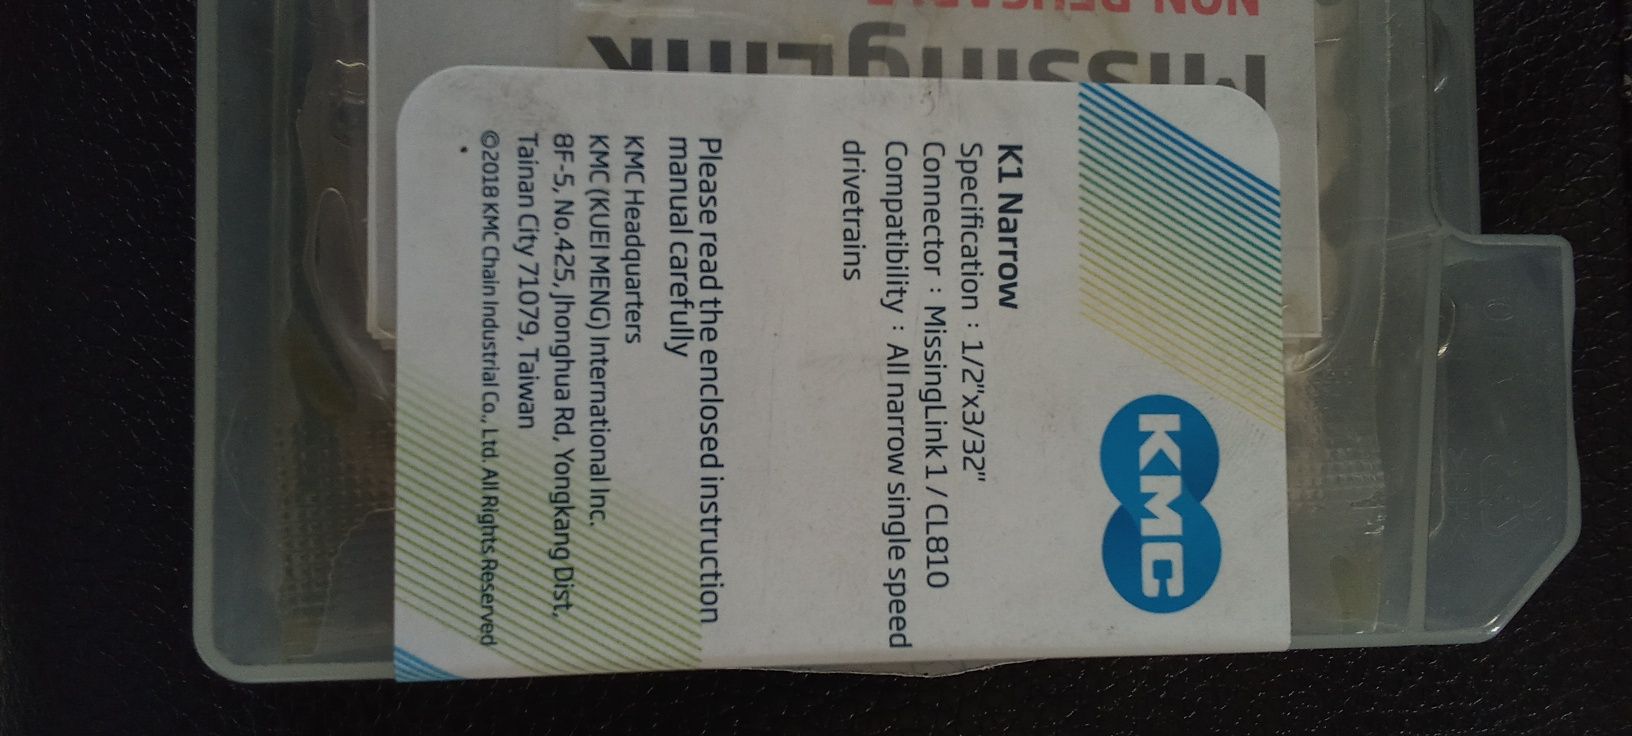 KMC
K1 Narrow
Specification : 1/2"x3/32"
Connector : MissingLink 1 / CL810
Compatibility : All narrow single speed
drivetrains
Please read the enclosed instruction
manual carefully
KMC Headquarters
KMC (KUEI MENG) International Inc.
8F-5, No.425, Jhonghua Rd, Yongkang Dist,
Tainan City 71079, Taiwan
©2018 KMC Chain Industrial Co., Ltd. All Rights Reserved
MissingLink
NON-REUSABLE